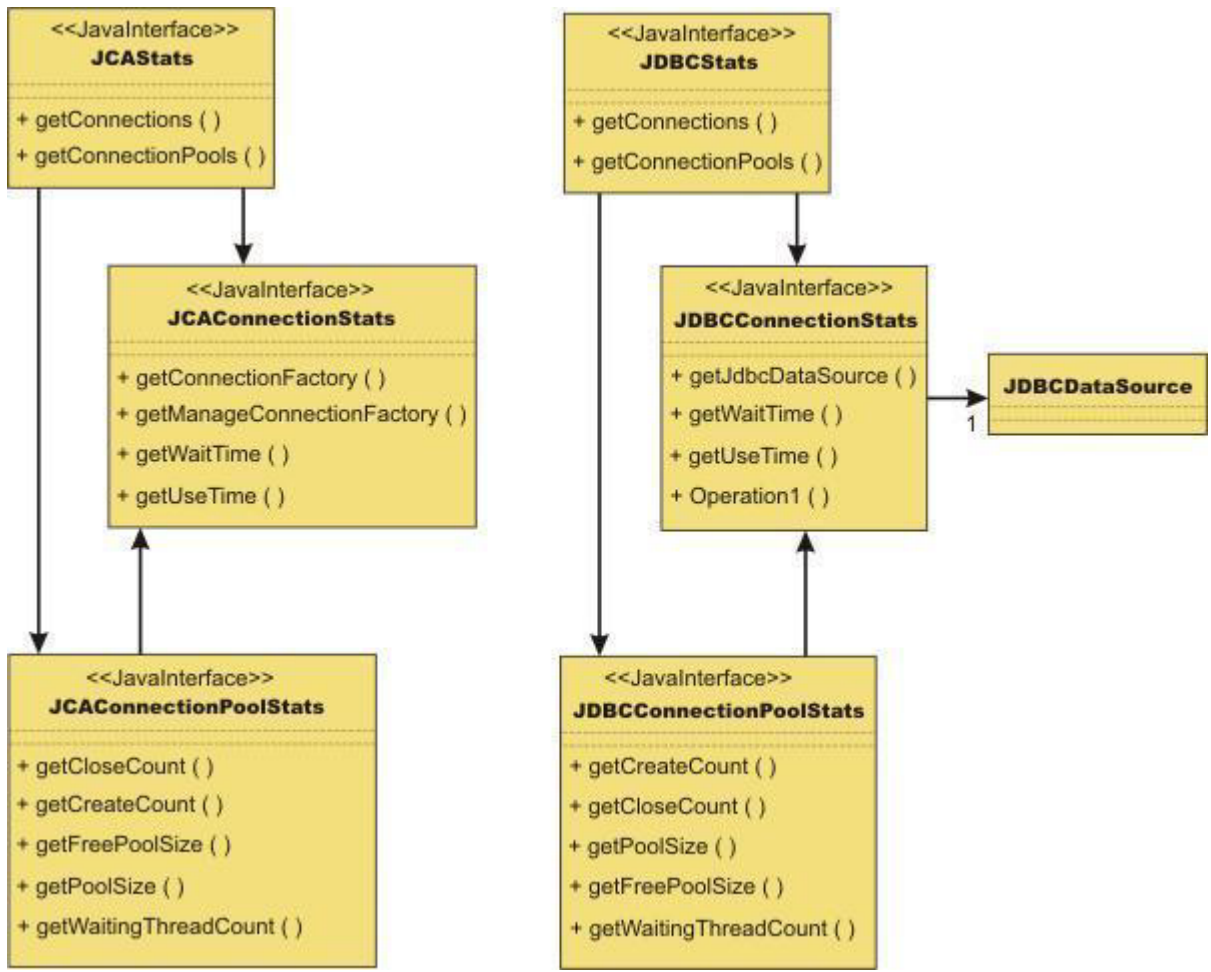 <<JavaInterface>>
JCAStats
+ getConnections ( )
+ getConnectionPools ( )
<<JavaInterface>>
JDBCStats
+ getConnections ( )
+ getConnectionPools ( )
<<JavaInterface>>
JCAConnectionStats
+ getConnectionFactory ( )
+ getManageConnectionFactory ( )
+ getWaitTime ( )
+ getUseTime ( )
<<JavaInterface>>
JDBCConnectionStats
+ getJdbcDataSource ( )
+ getWaitTime ( )
+ getUseTime ( )
+ Operation1 ( )
1
JDBCDataSource
<<JavaInterface>>
JCAConnectionPoolStats
+ getCloseCount ( )
+ getCreateCount ( )
+ getFreePoolSize ( )
+ getPoolSize ( )
+ getWaitingThreadCount ( )
<<JavaInterface>>
JDBCConnectionPoolStats
+ getCreateCount ( )
+ getCloseCount ( )
+ getPoolSize ( )
+ getFreePoolSize ( )
+ getWaitingThreadCount ( )